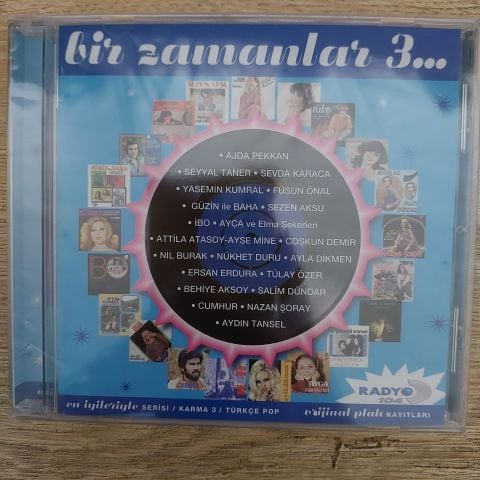 bir zamanlar 3...
• AJDA PEKKAN
• SEYYAL TANER • SEVDA KARACA
• YASEMIN KUMRAL • FÜSUN ÖNAL
• GÜZİN ile BAHA • SEZEN AKSU
• İBO • AYÇA ve Elma Şekerleri
• ATTİLA ATASOY-AYŞE MİNE • COŞKUN DEMİR
• NİL BURAK • NÜKHET DURU • AYLA DİKMEN
• ERSAN ERDURA • TÜLAY ÖZER
• BEHİYE AKSOY • SALİM DÜNDAR
• CUMHUR • NAZAN ŞORAY
• AYDIN TANSEL
RADYO
104
en iyileriyle SERİSİ / KARMA 3 / TÜRKÇE POP
orijinal plak KAYITLARI